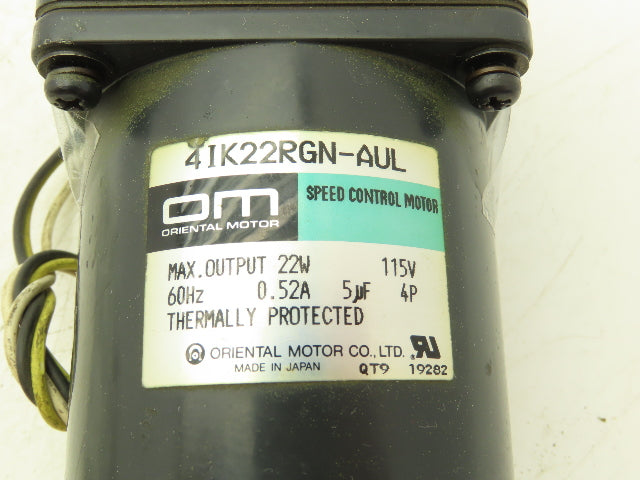 4IK22RGN-AUL
OM
ORIENTAL MOTOR
SPEED CONTROL MOTOR
MAX.OUTPUT 22W 115V
60Hz 0.52A 5µF 4P
THERMALLY PROTECTED
ORIENTAL MOTOR CO., LTD.
MADE IN JAPAN QT9 19282